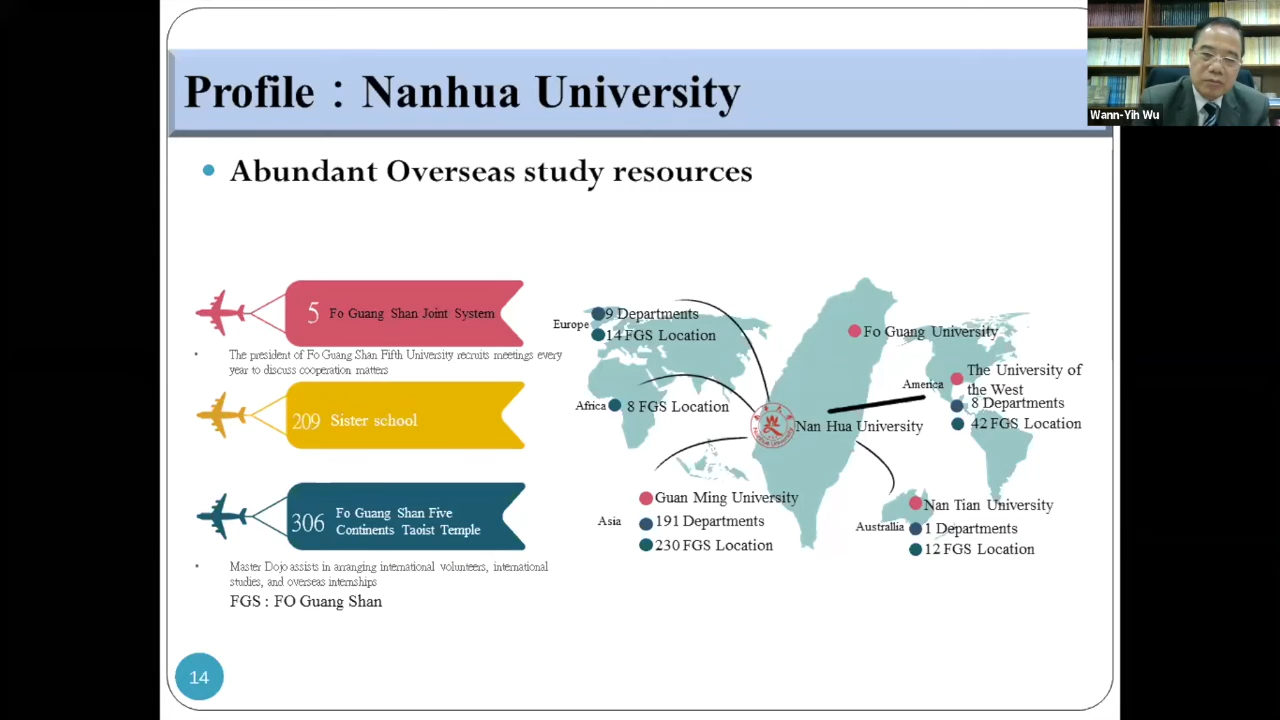 Profile：Nanhua University
Wann-Yih Wu
• Abundant Overseas study resources
5 Fo Guang Shan Joint System
• The president of Fo Guang Shan Fifth University recruits meetings every
year to discuss cooperation matters
209 Sister school
306 Fo Guang Shan Five
Continents Taoist Temple
• Master Dojo assists in arranging international volunteers, international
studies, and overseas internships
FGS : FO Guang Shan
Europe
9 Departments
14 FGS Location
Africa
8 FGS Location
Asia
Guan Ming University
191 Departments
230 FGS Location
Nan Hua University
Fo Guang University
America
The University of
the West
8 Departments
42 FGS Location
Australlia
Nan Tian University
1 Departments
12 FGS Location
14